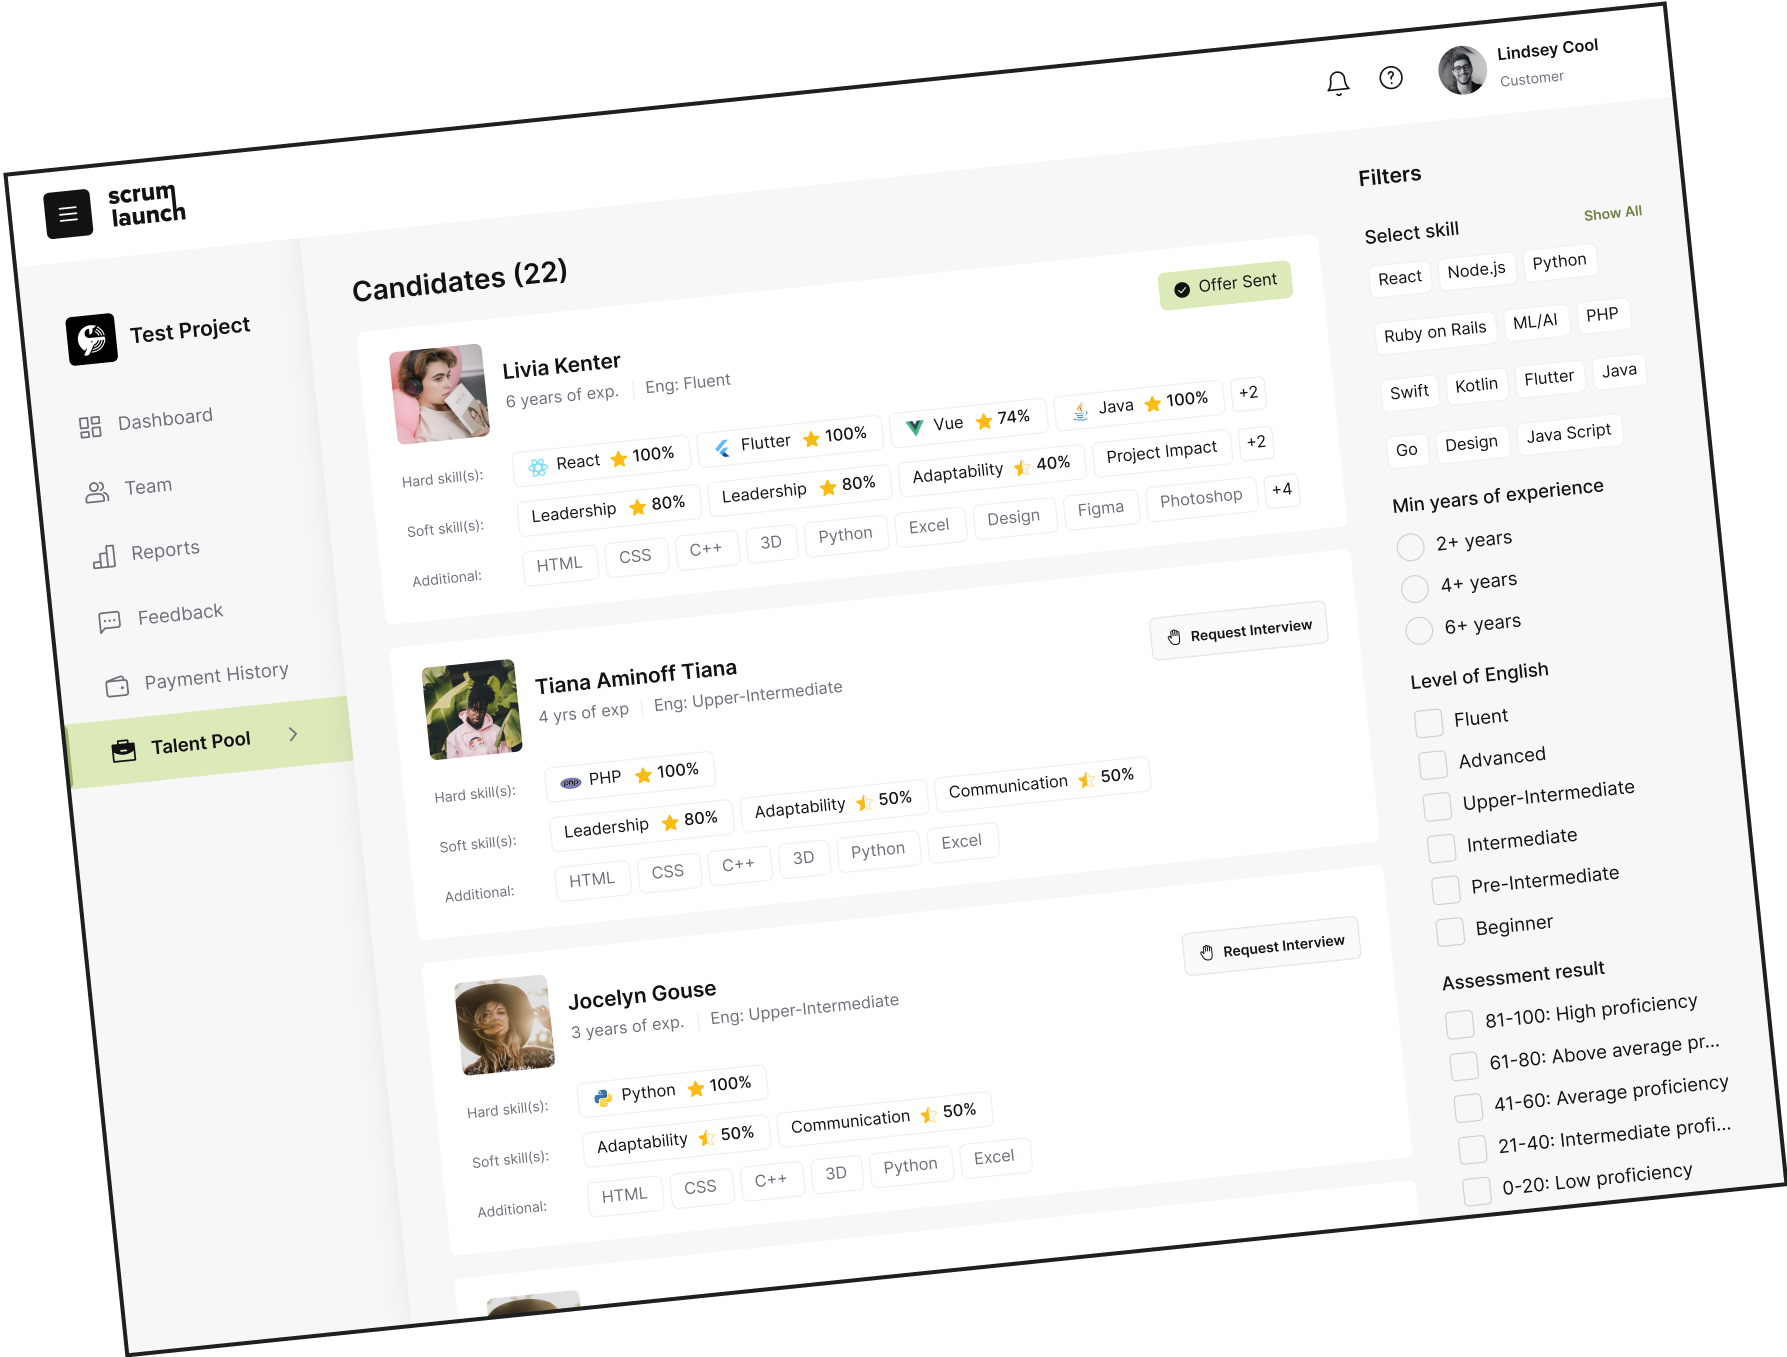 Lindsey Cool
Customer
scrum
launch
Test Project
Dashboard
Team
Reports
Feedback
Payment History
Talent Pool
Candidates (22)
Offer Sent
Livia Kenter
6 years of exp. Eng: Fluent
Hard skill(s): React 100% Flutter 100% Vue 74% Java 100% +2
Soft skill(s): Leadership 80% Leadership 80% Adaptability 40% Project Impact +2
Additional: HTML CSS C++ 3D Python Excel Design Figma Photoshop +4
Request Interview
Tiana Aminoff Tiana
4 yrs of exp Eng: Upper-Intermediate
Hard skill(s): php PHP 100%
Soft skill(s): Leadership 80% Adaptability 50% Communication 50%
Additional: HTML CSS C++ 3D Python Excel
Request Interview
Jocelyn Gouse
3 years of exp. Eng: Upper-Intermediate
Hard skill(s): Python 100%
Soft skill(s): Adaptability 50% Communication 50%
Additional: HTML CSS C++ 3D Python Excel
Filters
Select skill Show All
React Node.js Python
Ruby on Rails ML/AI PHP
Swift Kotlin Flutter Java
Go Design Java Script
Min years of experience
2+ years
4+ years
6+ years
Level of English
Fluent
Advanced
Upper-Intermediate
Intermediate
Pre-Intermediate
Beginner
Assessment result
81-100: High proficiency
61-80: Above average pr...
41-60: Average proficiency
21-40: Intermediate profi...
0-20: Low proficiency